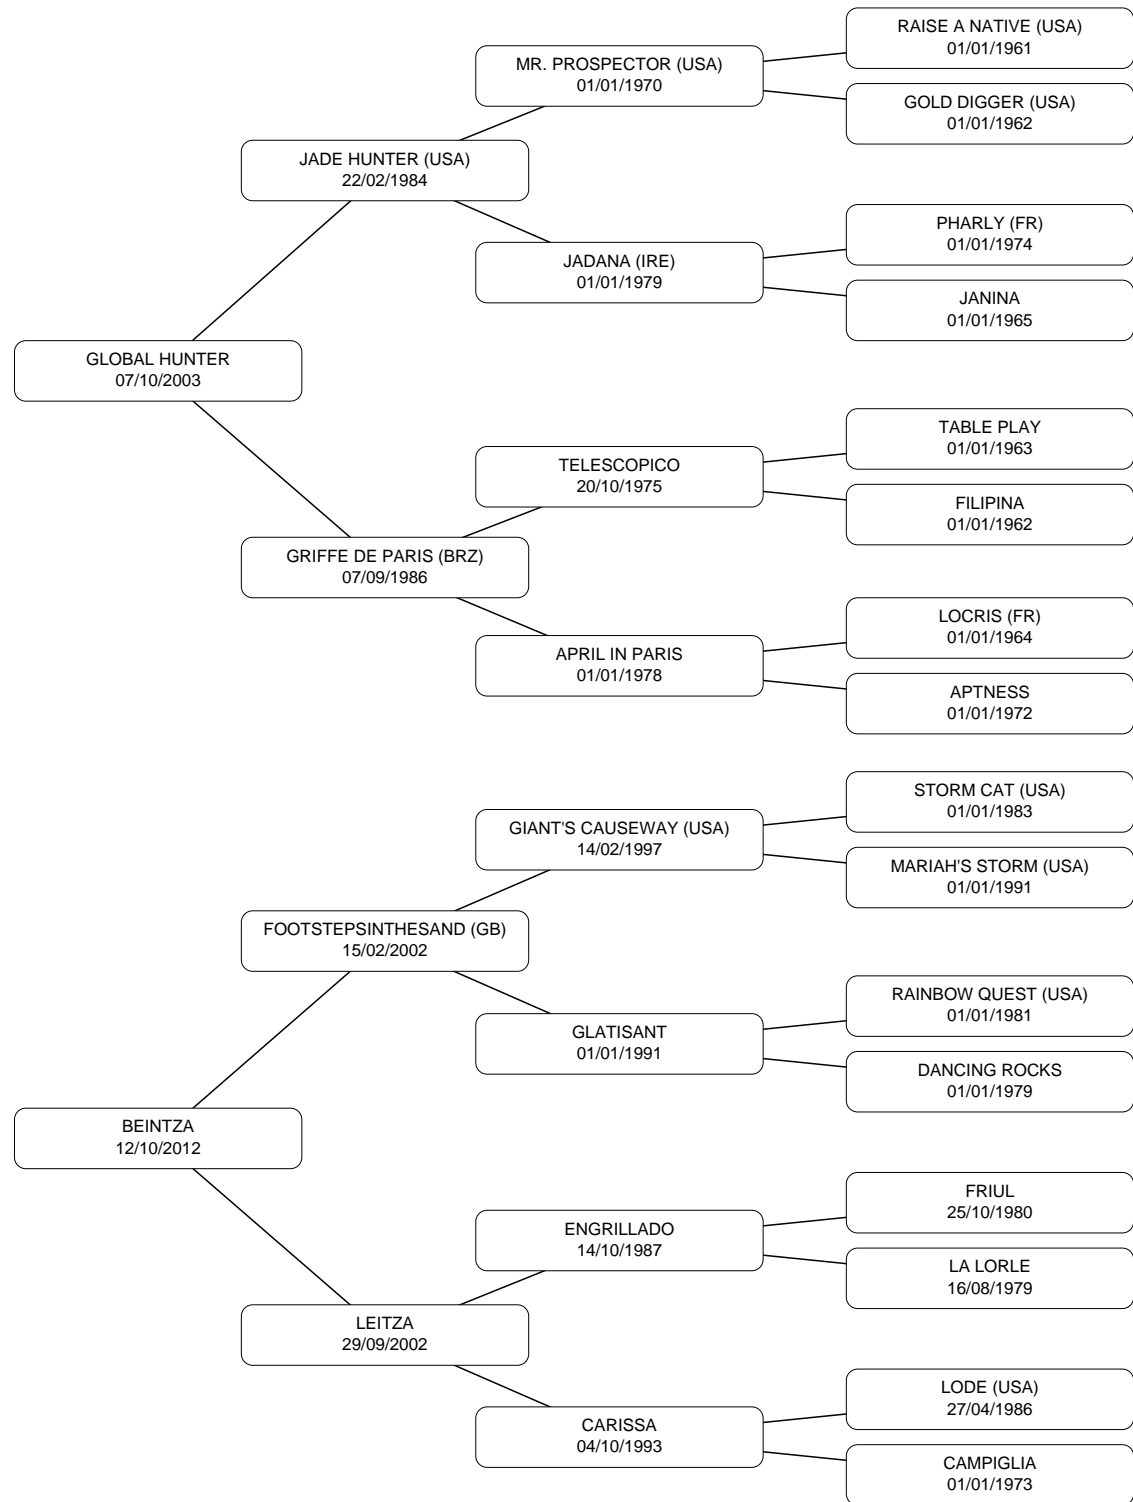 RAISE A NATIVE (USA)
01/01/1961
MR. PROSPECTOR (USA)
01/01/1970
GOLD DIGGER (USA)
01/01/1962
JADE HUNTER (USA)
22/02/1984
PHARLY (FR)
01/01/1974
JADANA (IRE)
01/01/1979
JANINA
01/01/1965
GLOBAL HUNTER
07/10/2003
TABLE PLAY
01/01/1963
TELESCOPICO
20/10/1975
FILIPINA
01/01/1962
GRIFFE DE PARIS (BRZ)
07/09/1986
LOCRIS (FR)
01/01/1964
APRIL IN PARIS
01/01/1978
APTNESS
01/01/1972
STORM CAT (USA)
01/01/1983
GIANT'S CAUSEWAY (USA)
14/02/1997
MARIAH'S STORM (USA)
01/01/1991
FOOTSTEPSINTHESAND (GB)
15/02/2002
RAINBOW QUEST (USA)
01/01/1981
GLATISANT
01/01/1991
DANCING ROCKS
01/01/1979
BEINTZA
12/10/2012
FRIUL
25/10/1980
ENGRILLADO
14/10/1987
LA LORLE
16/08/1979
LEITZA
29/09/2002
LODE (USA)
27/04/1986
CARISSA
04/10/1993
CAMPIGLIA
01/01/1973